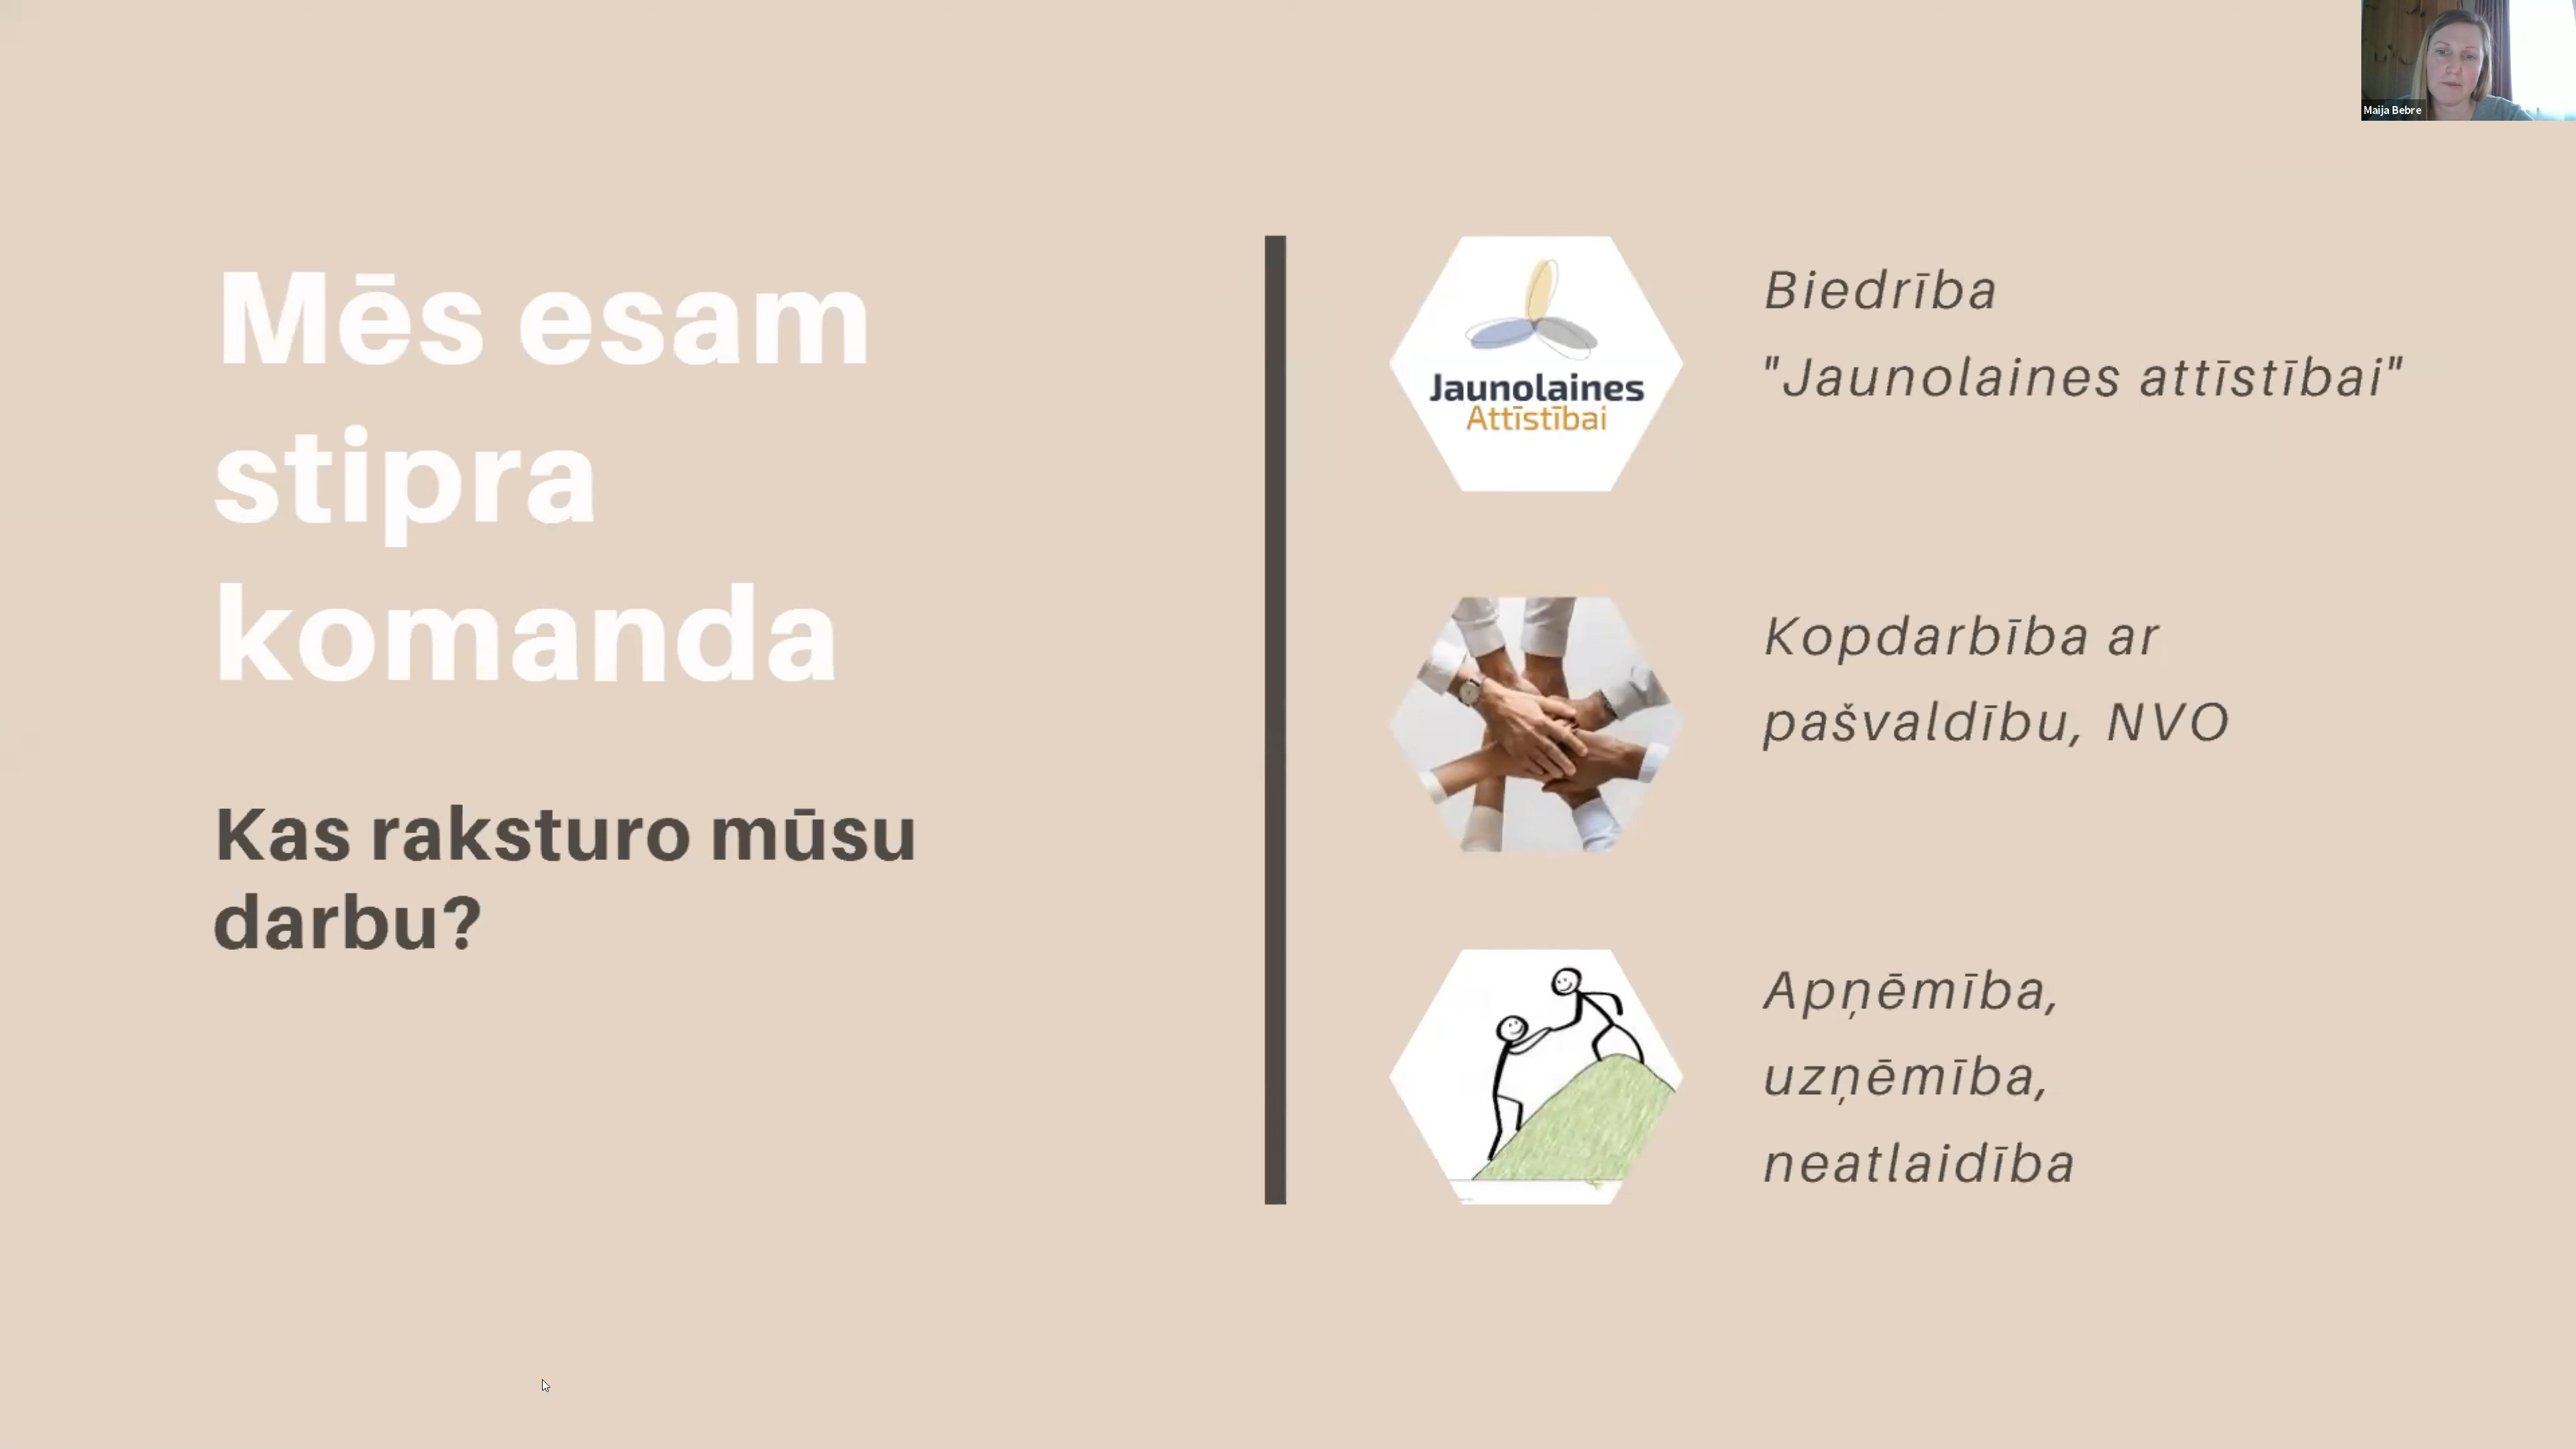 Maija Bebre
Mēs esam
stipra
komanda
Kas raksturo mūsu
darbu?
Jaunolaines
Attīstībai
Biedrība
"Jaunolaines attīstībai"
Kopdarbība ar
pašvaldību, NVO
Apņēmība,
uzņēmība,
neatlaidība